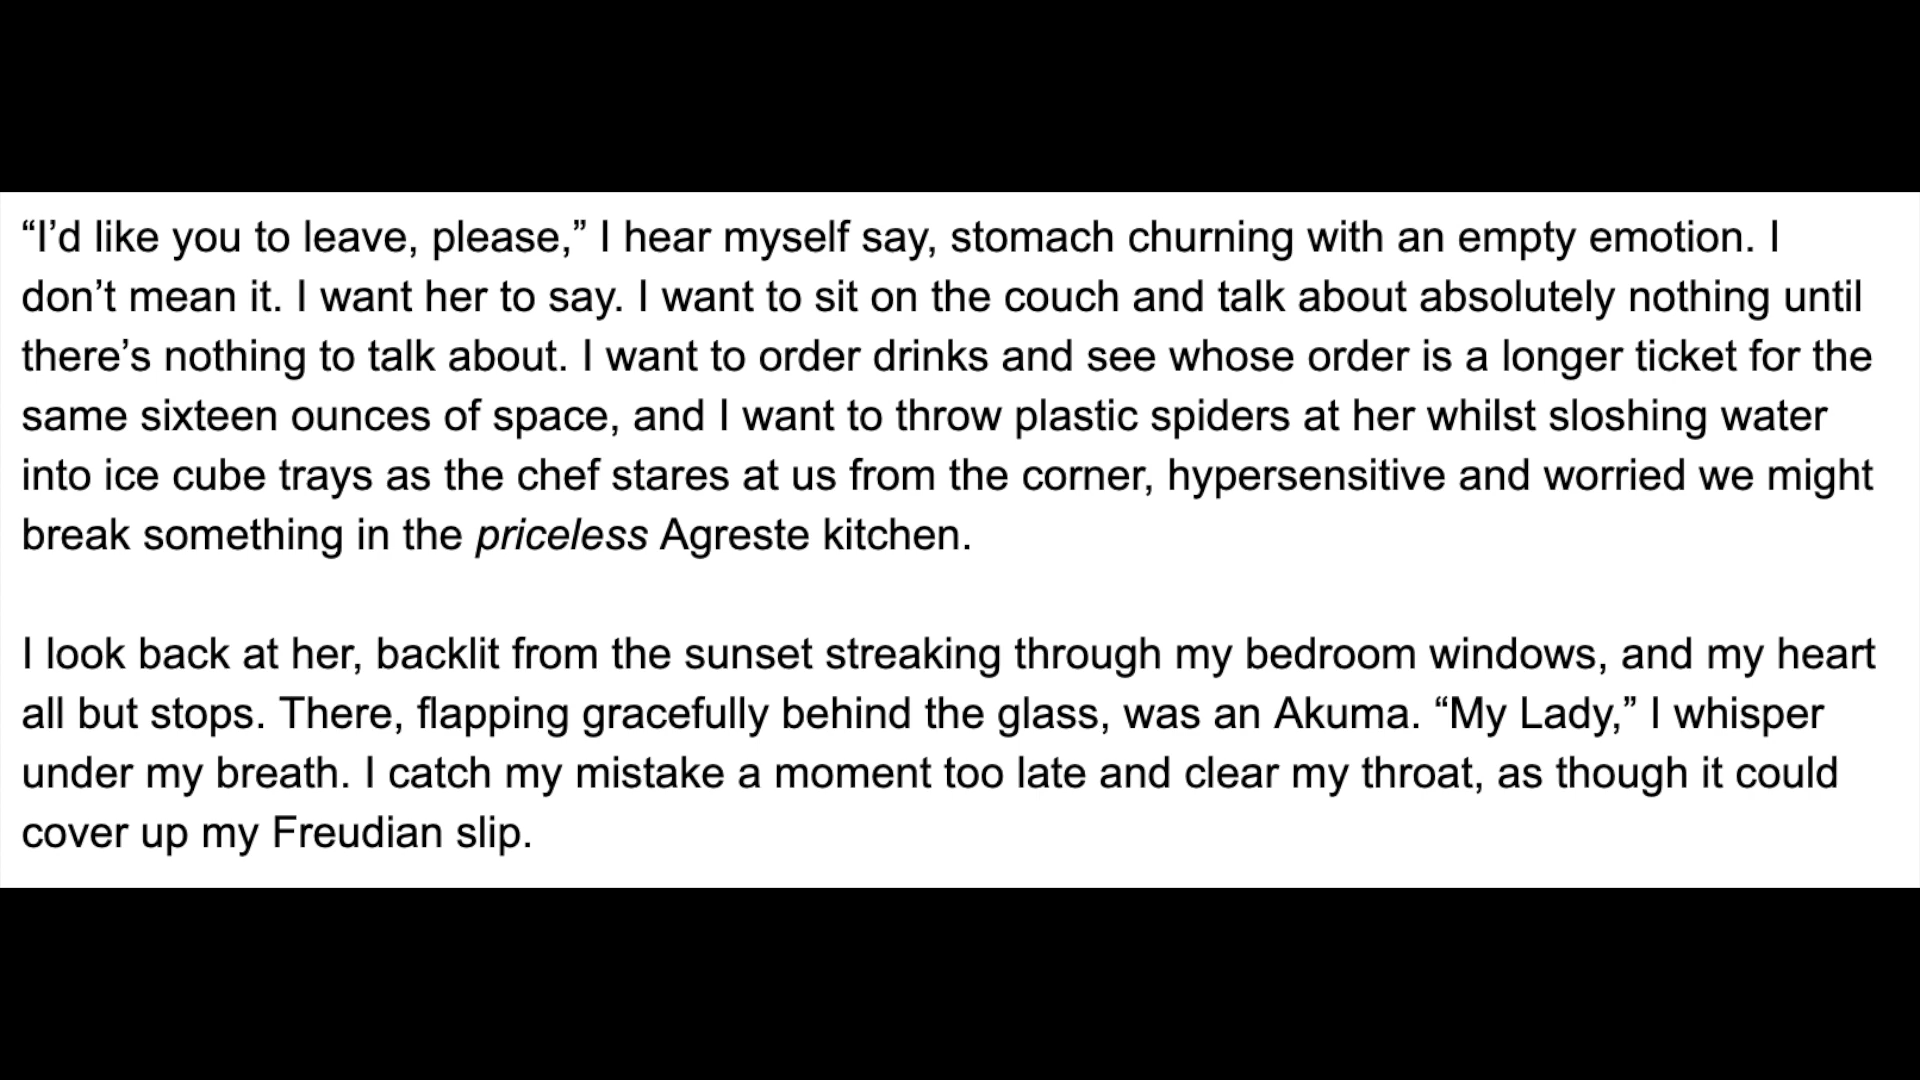 “I’d like you to leave, please,” I hear myself say, stomach churning with an empty emotion. I
don’t mean it. I want her to say. I want to sit on the couch and talk about absolutely nothing until
there’s nothing to talk about. I want to order drinks and see whose order is a longer ticket for the
same sixteen ounces of space, and I want to throw plastic spiders at her whilst sloshing water
into ice cube trays as the chef stares at us from the corner, hypersensitive and worried we might
break something in the priceless Agreste kitchen.
I look back at her, backlit from the sunset streaking through my bedroom windows, and my heart
all but stops. There, flapping gracefully behind the glass, was an Akuma. “My Lady,” I whisper
under my breath. I catch my mistake a moment too late and clear my throat, as though it could
cover up my Freudian slip.